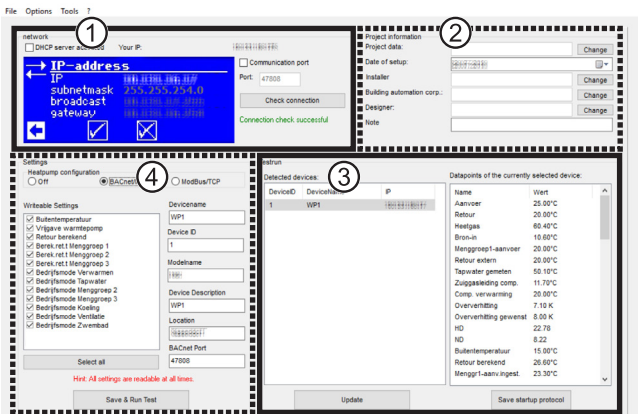 File Options Tools ?
network
DHCP server
Your IP:
1
IP-address
IP
subnetmask 255.255.254.0
broadcast
gateway
Communication port
Port: 47808
Check connection
Connection check successful
Project information
2
Project data: Change
Date of setup:
Installer Change
Building automation corp.: Change
Designer: Change
Note
Settings
Heatpump configuration
Off
BACnet/
ModBus/TCP
4
Writeable Settings
Buitentemperatuur
Vrijgave warmtepomp
Retour berekend
Berek.ret.t Menggroep 1
Berek.ret.t Menggroep 2
Berek.ret.t Menggroep 3
Bedrijfsmode Verwarmen
Bedrijfsmode Tapwater
Bedrijfsmode Menggroep 2
Bedrijfsmode Menggroep 3
Bedrijfsmode Koeling
Bedrijfsmode Ventilatie
Bedrijfsmode Zwembad
Select all
Devicename
WP1
Device ID
1
Modelname
Device Description
WP1
Location
BACnet Port
47808
Hint: All settings are readable
at all times.
Save & Run Test
estrun
3
Detected devices:
DeviceID DeviceName IP
1 WP1
Update
Datapoints of the currently selected device:
Name Wert
Aanvoer 25.00°C
Retour 20.00°C
Heetgas 60.40°C
Bron-in 10.60°C
Menggroep1-aanvoer 20.00°C
Retour extern 20.00°C
Tapwater gemeten 50.10°C
Zuiggasleiding comp. 11.70°C
Comp. verwarming 20.00°C
Oververhitting 7.10 K
Oververhitting gewenst 8.00 K
HD 22.78
ND 8.22
Buitentemperatuur 15.00°C
Retour berekend 26.60°C
Menggr1-aanv.ingest. 23.30°C
Save startup protocol